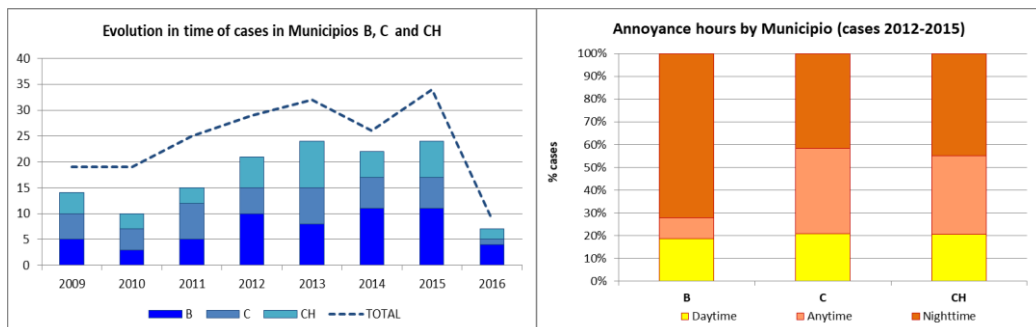 Evolution in time of cases in Municipios B, C and CH
40
35
30
25
20
15
10
5
0
2009 2010 2011 2012 2013 2014 2015 2016
B C CH TOTAL
Annoyance hours by Municipio (cases 2012-2015)
% cases
100%
90%
80%
70%
60%
50%
40%
30%
20%
10%
0%
B C CH
Daytime Anytime Nighttime